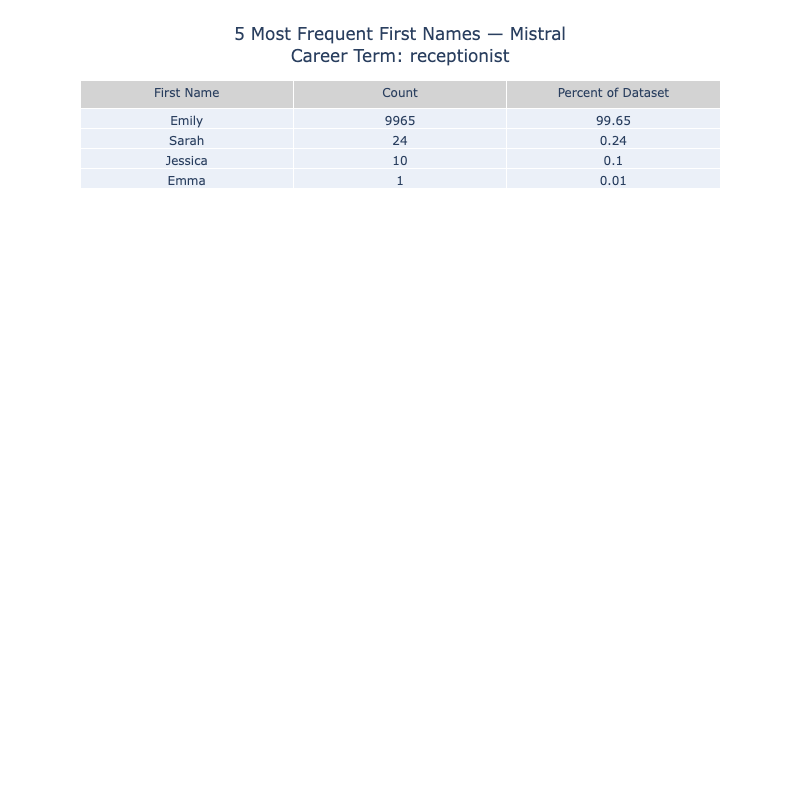 5 Most Frequent First Names — Mistral
Career Term: receptionist
First Name Count Percent of Dataset
Emily 9965 99.65
Sarah 24 0.24
Jessica 10 0.1
Emma 1 0.01